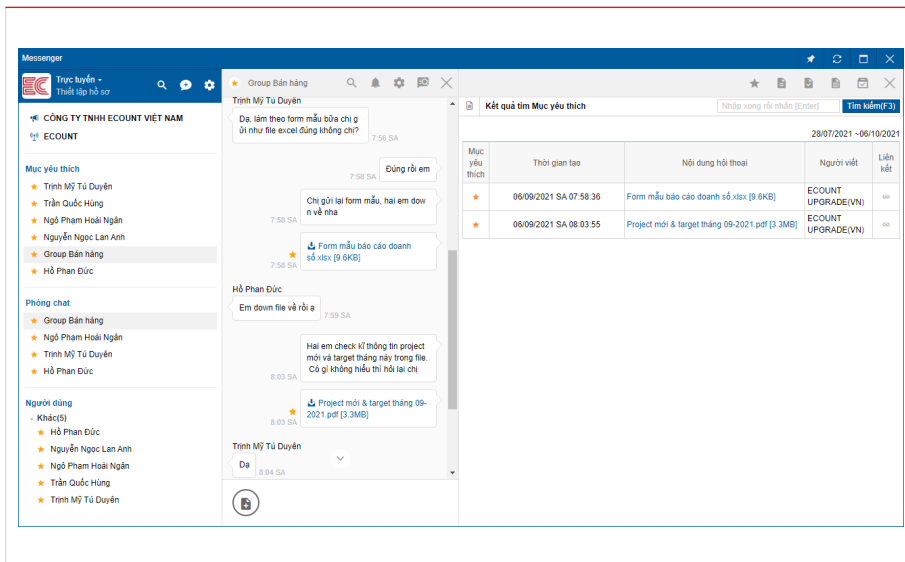 Messenger
Trực tuyến
Thiết lập hồ sơ
CÔNG TY TNHH ECOUNT VIỆT NAM
ECOUNT
Mục yêu thích
Trịnh Mỹ Tú Duyên
Trần Quốc Hùng
Ngô Phạm Hoài Ngân
Nguyễn Ngọc Lan Anh
Group Bán hàng
Hồ Phan Đức
Phòng chat
Group Bán hàng
Ngô Phạm Hoài Ngân
Trịnh Mỹ Tú Duyên
Hồ Phan Đức
Người dùng
- Khác(5)
Hồ Phan Đức
Nguyễn Ngọc Lan Anh
Ngô Phạm Hoài Ngân
Trần Quốc Hùng
Trịnh Mỹ Tú Duyên
Group Bán hàng
Trịnh Mỹ Tú Duyên
Dạ, làm theo form mẫu bữa chị g
ửi như file excel đúng không chị?
7:56 SA
Đúng rồi em
7:58 SA
Chị gửi lại form mẫu, hai em dow
n về nha
7:58 SA
Form mẫu báo cáo doanh
số.xlsx [9.6KB]
7:58 SA
Hồ Phan Đức
Em down file về rồi ạ
7:59 SA
Hai em check kĩ thông tin project
mới và target tháng này trong file.
Có gì không hiểu thì hỏi lại chị
8:03 SA
Project mới & target tháng 09-
2021.pdf [3.3MB]
8:03 SA
Trịnh Mỹ Tú Duyên
Dạ
8:04 SA
Kết quả tìm Mục yêu thích
Nhập xong rồi nhấn [Enter]
Tìm kiếm(F3)
28/07/2021 ~06/10/2021
Mục yêu thích
Thời gian tạo
Nội dung hội thoại
Người viết
Liên kết
06/09/2021 SA 07:58:36
Form mẫu báo cáo doanh số.xlsx [9.6KB]
ECOUNT
UPGRADE(VN)
06/09/2021 SA 08:03:55
Project mới & target tháng 09-2021.pdf [3.3MB]
ECOUNT
UPGRADE(VN)